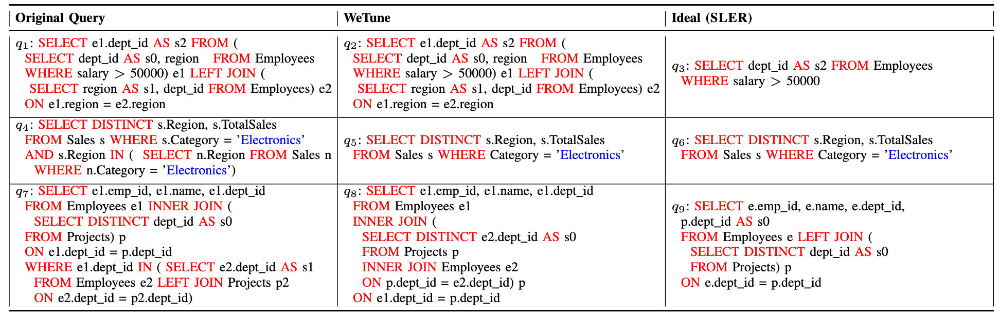 Original Query
WeTune
Ideal (SLER)
q1: SELECT e1.dept_id AS s2 FROM (
SELECT dept_id AS s0, region FROM Employees
WHERE salary > 50000) e1 LEFT JOIN (
SELECT region AS s1, dept_id FROM Employees) e2
ON e1.region = e2.region
q2: SELECT e1.dept_id AS s2 FROM (
SELECT dept_id AS s0, region FROM Employees
WHERE salary > 50000) e1 LEFT JOIN (
SELECT region AS s1, dept_id FROM Employees) e2
ON e1.region = e2.region
q3: SELECT dept_id AS s2 FROM Employees
WHERE salary > 50000
q4: SELECT DISTINCT s.Region, s.TotalSales
FROM Sales s WHERE s.Category = 'Electronics'
AND s.Region IN ( SELECT n.Region FROM Sales n
WHERE n.Category = 'Electronics')
q5: SELECT DISTINCT s.Region, s.TotalSales
FROM Sales s WHERE Category = 'Electronics'
q6: SELECT DISTINCT s.Region, s.TotalSales
FROM Sales s WHERE Category = 'Electronics'
q7: SELECT e1.emp_id, e1.name, e1.dept_id
FROM Employees e1 INNER JOIN (
SELECT DISTINCT dept_id AS s0
FROM Projects) p
ON e1.dept_id = p.dept_id
WHERE e1.dept_id IN ( SELECT e2.dept_id AS s1
FROM Employees e2 LEFT JOIN Projects p2
ON e2.dept_id = p2.dept_id)
q8: SELECT e1.emp_id, e1.name, e1.dept_id
FROM Employees e1
INNER JOIN (
SELECT DISTINCT e2.dept_id AS s0
FROM Projects p
INNER JOIN Employees e2
ON p.dept_id = e2.dept_id) p
ON e1.dept_id = p.dept_id
q9: SELECT e.emp_id, e.name, e.dept_id,
p.dept_id AS s0
FROM Employees e LEFT JOIN (
SELECT DISTINCT dept_id AS s0
FROM Projects) p
ON e.dept_id = p.dept_id